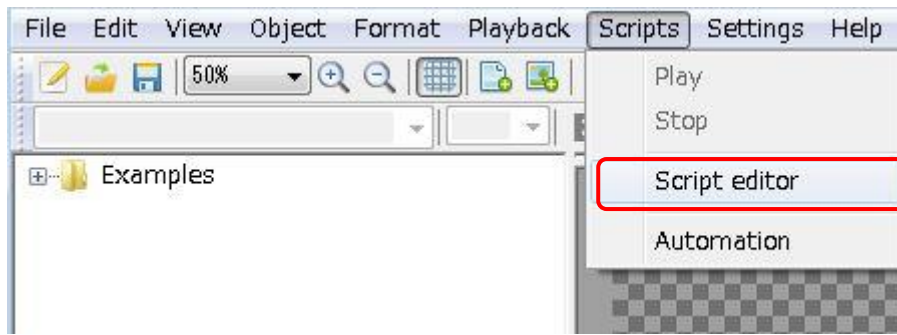 File Edit View Object Format Playback Scripts Settings Help
50%
Play
Stop
Examples
Script editor
Automation